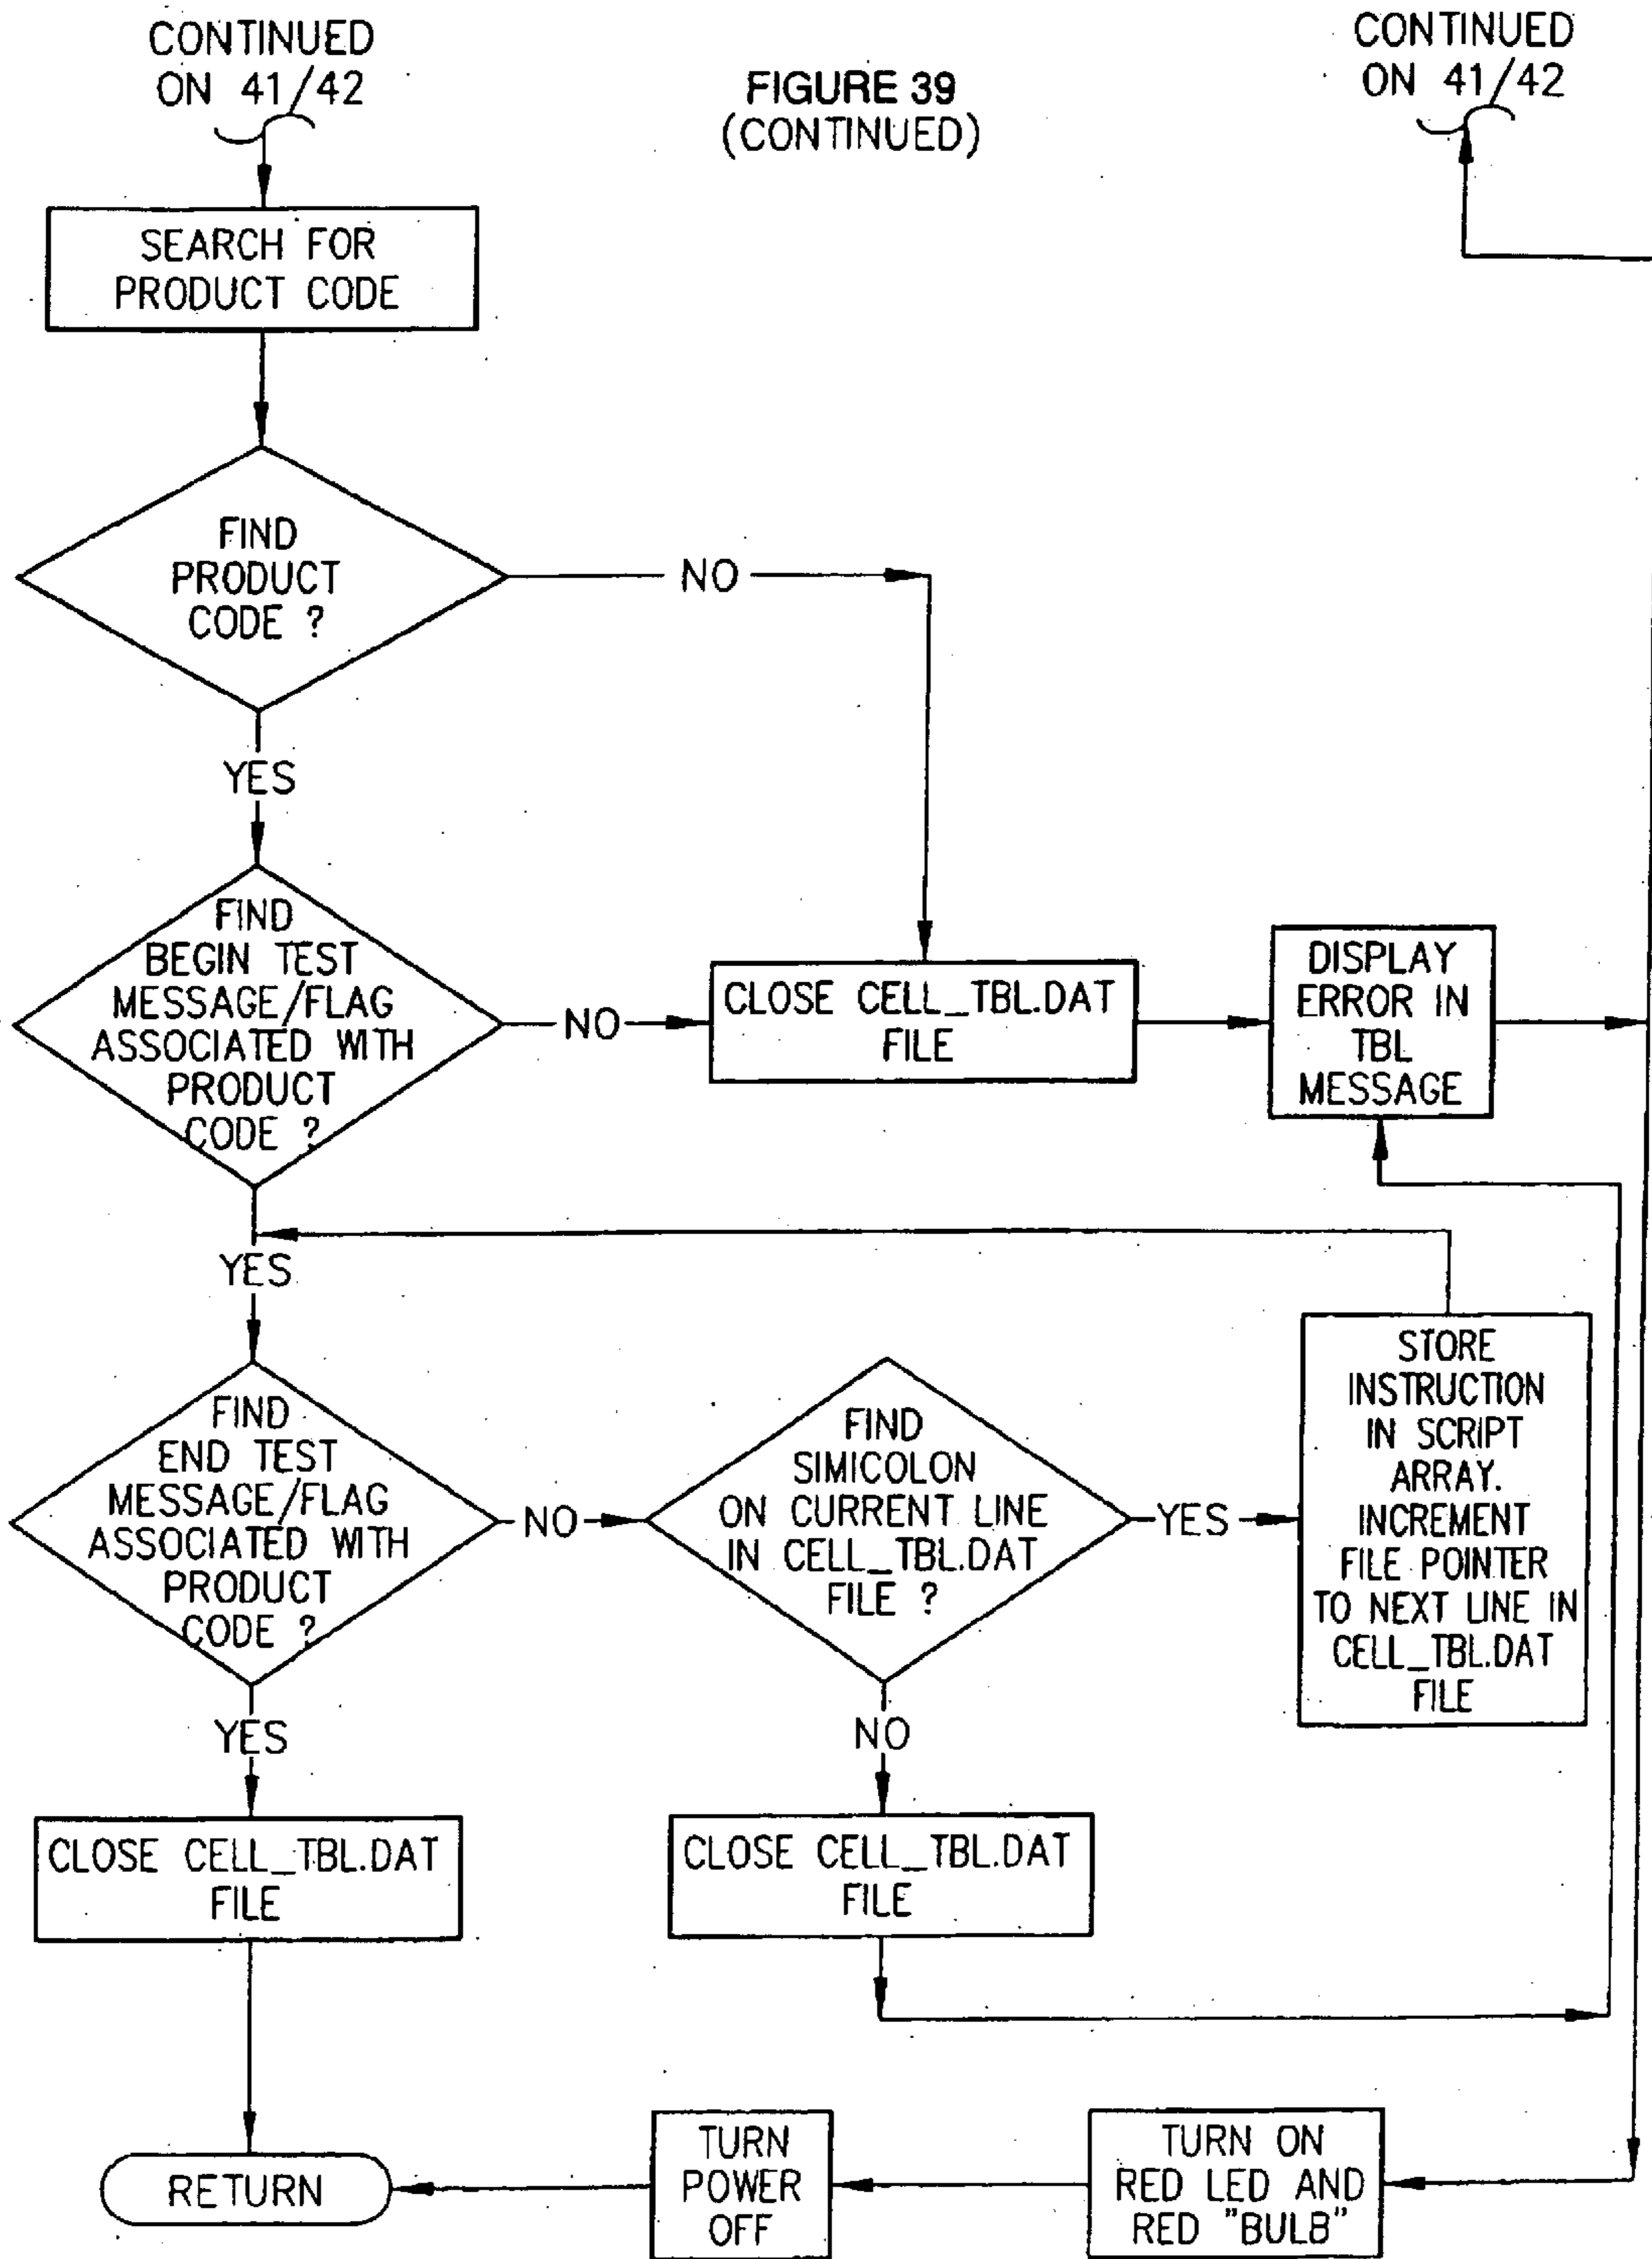 CONTINUED
ON 41/42
FIGURE 39
(CONTINUED)
CONTINUED
ON 41/42
SEARCH FOR
PRODUCT CODE
FIND
PRODUCT
CODE ?
NO
YES
FIND
BEGIN TEST
MESSAGE/FLAG
ASSOCIATED WITH
PRODUCT
CODE ?
NO
CLOSE CELL_TBL.DAT
FILE
DISPLAY
ERROR IN
TBL
MESSAGE
YES
FIND
END TEST
MESSAGE/FLAG
ASSOCIATED WITH
PRODUCT
CODE ?
NO
FIND
SIMICOLON
ON CURRENT LINE
IN CELL_TBL.DAT
FILE ?
YES
STORE
INSTRUCTION
IN SCRIPT
ARRAY.
INCREMENT
FILE POINTER
TO NEXT LINE IN
CELL_TBL.DAT
FILE
YES
NO
CLOSE CELL_TBL.DAT
FILE
CLOSE CELL_TBL.DAT
FILE
RETURN
TURN
POWER
OFF
TURN ON
RED LED AND
RED "BULB"